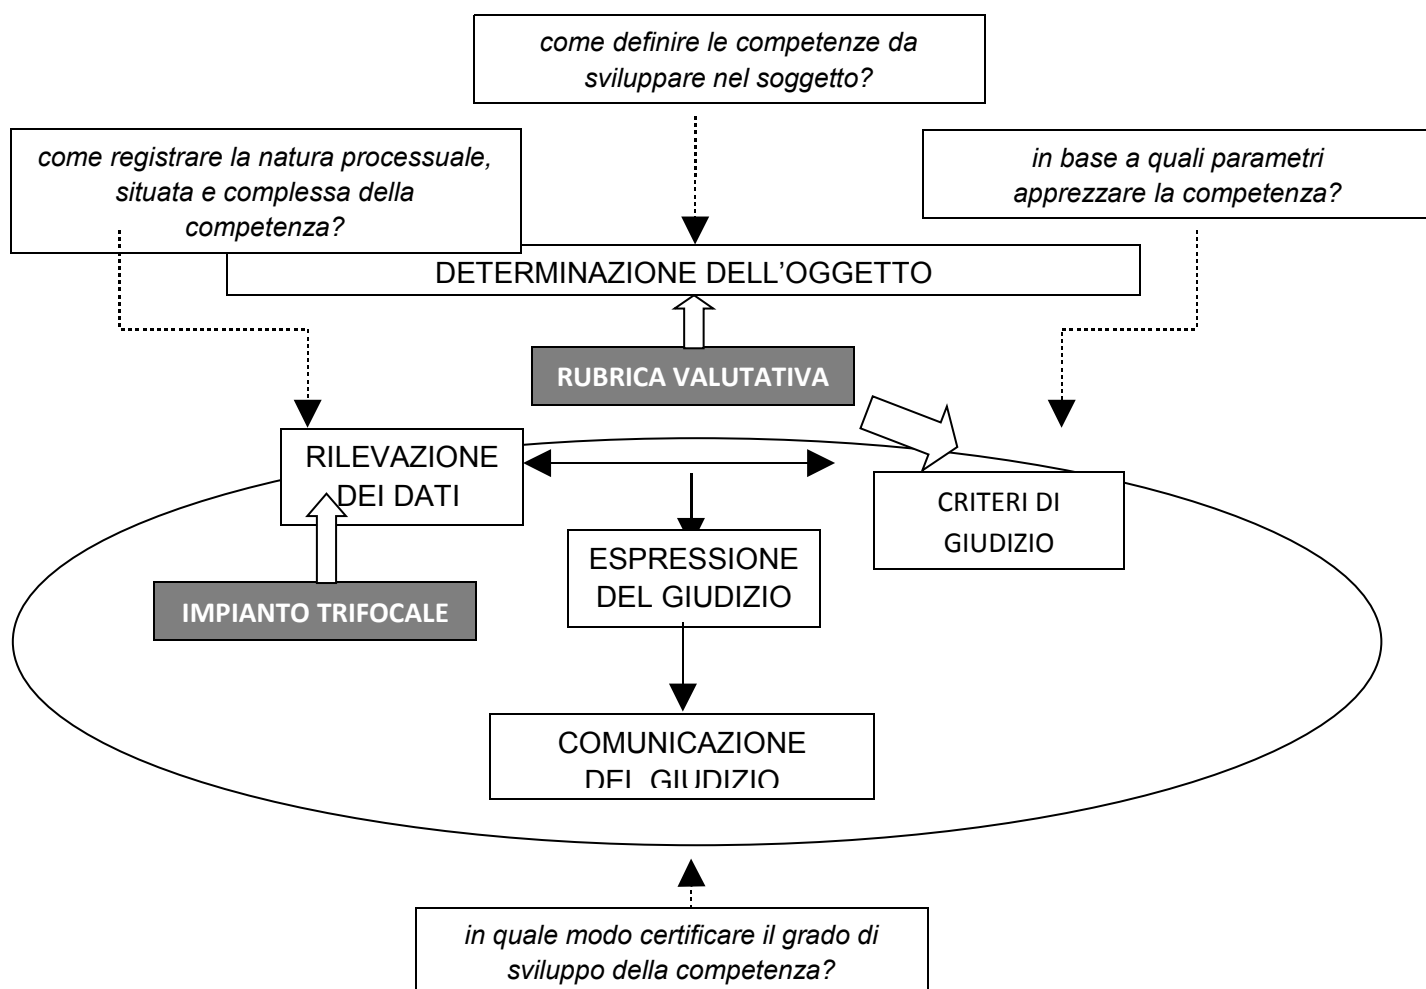 come definire le competenze da
sviluppare nel soggetto?
come registrare la natura processuale,
situata e complessa della
competenza?
in base a quali parametri
apprezzare la competenza?
DETERMINAZIONE DELL’OGGETTO
RUBRICA VALUTATIVA
RILEVAZIONE
DEI DATI
CRITERI DI
GIUDIZIO
ESPRESSIONE
DEL GIUDIZIO
IMPIANTO TRIFOCALE
COMUNICAZIONE
DEL GIUDIZIO
in quale modo certificare il grado di
sviluppo della competenza?